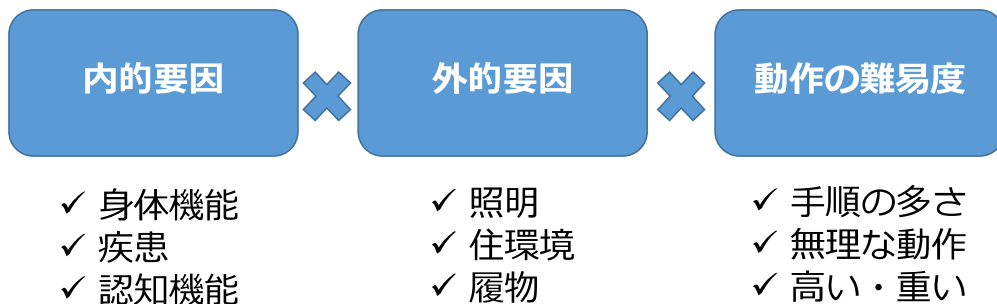 内的要因
外的要因
動作の難易度
✓ 身体機能
✓ 疾患
✓ 認知機能
✓ 照明
✓ 住環境
✓ 履物
✓ 手順の多さ
✓ 無理な動作
✓ 高い・重い